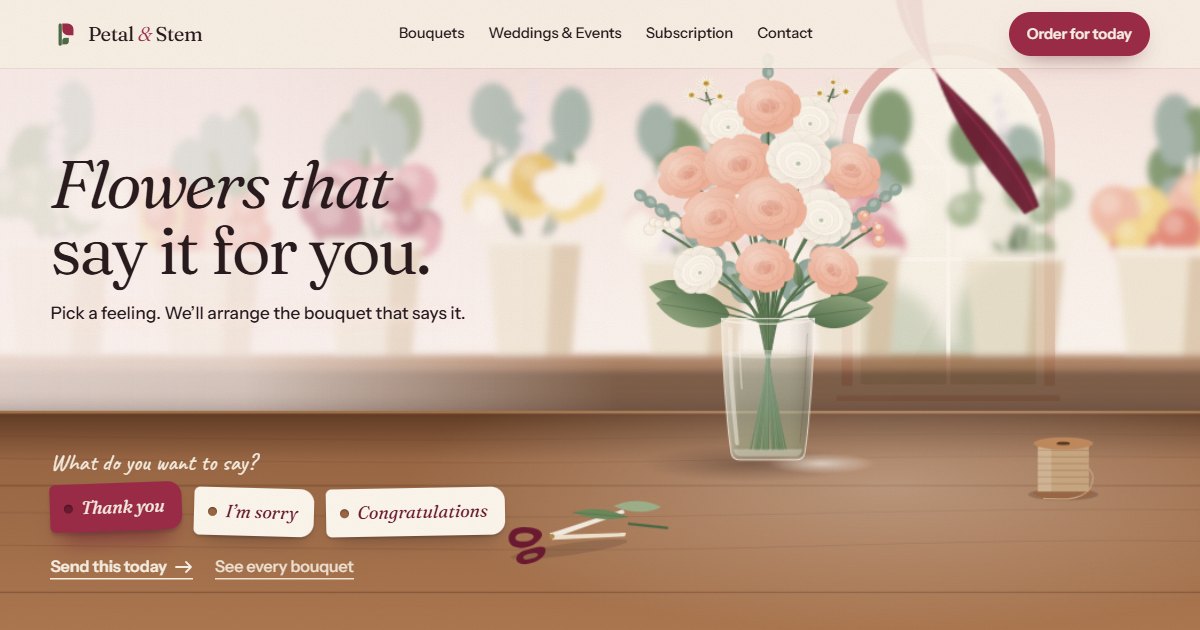 Petal & Stem
Bouquets
Weddings & Events
Subscription
Contact
Order for today
Flowers that
say it for you.
Pick a feeling. We’ll arrange the bouquet that says it.
What do you want to say?
Thank you
I’m sorry
Congratulations
Send this today →
See every bouquet